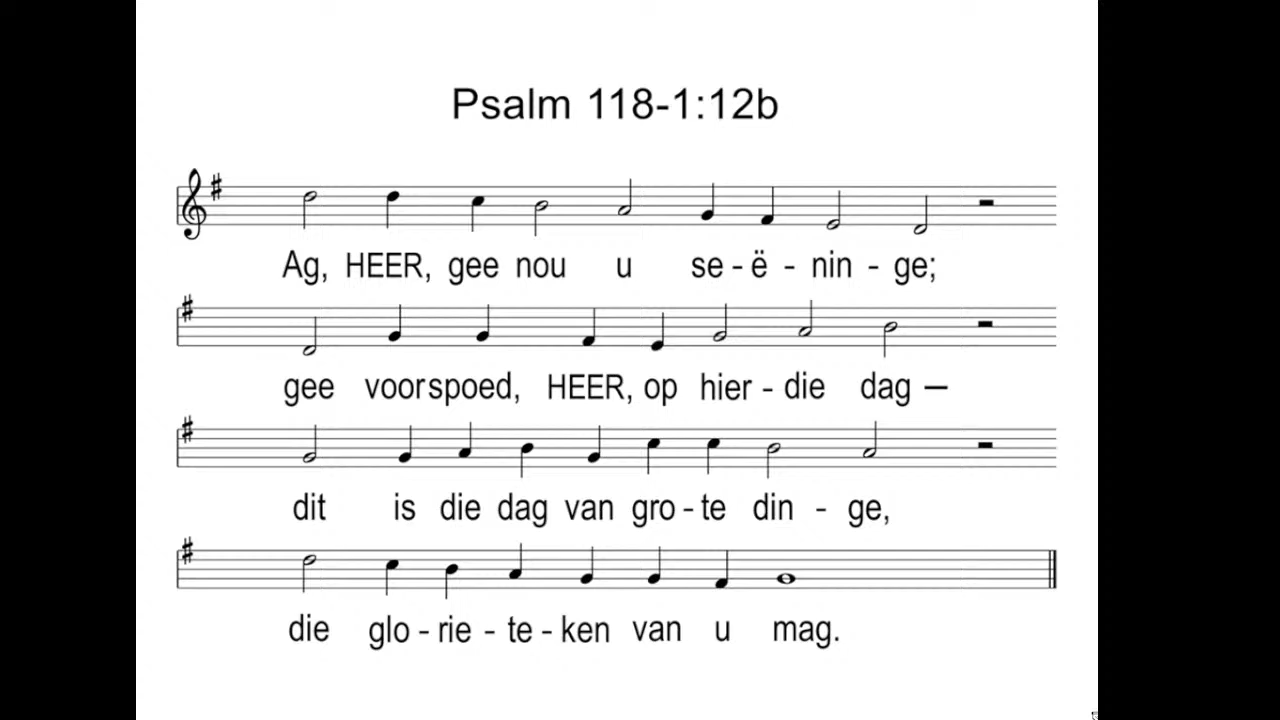 Psalm 118-1:12b
Ag, HEER, gee nou u se - ë - nin - ge;
gee voorspoed, HEER, op hier - die dag —
dit is die dag van gro - te din - ge,
die glo - rie - te - ken van u mag.